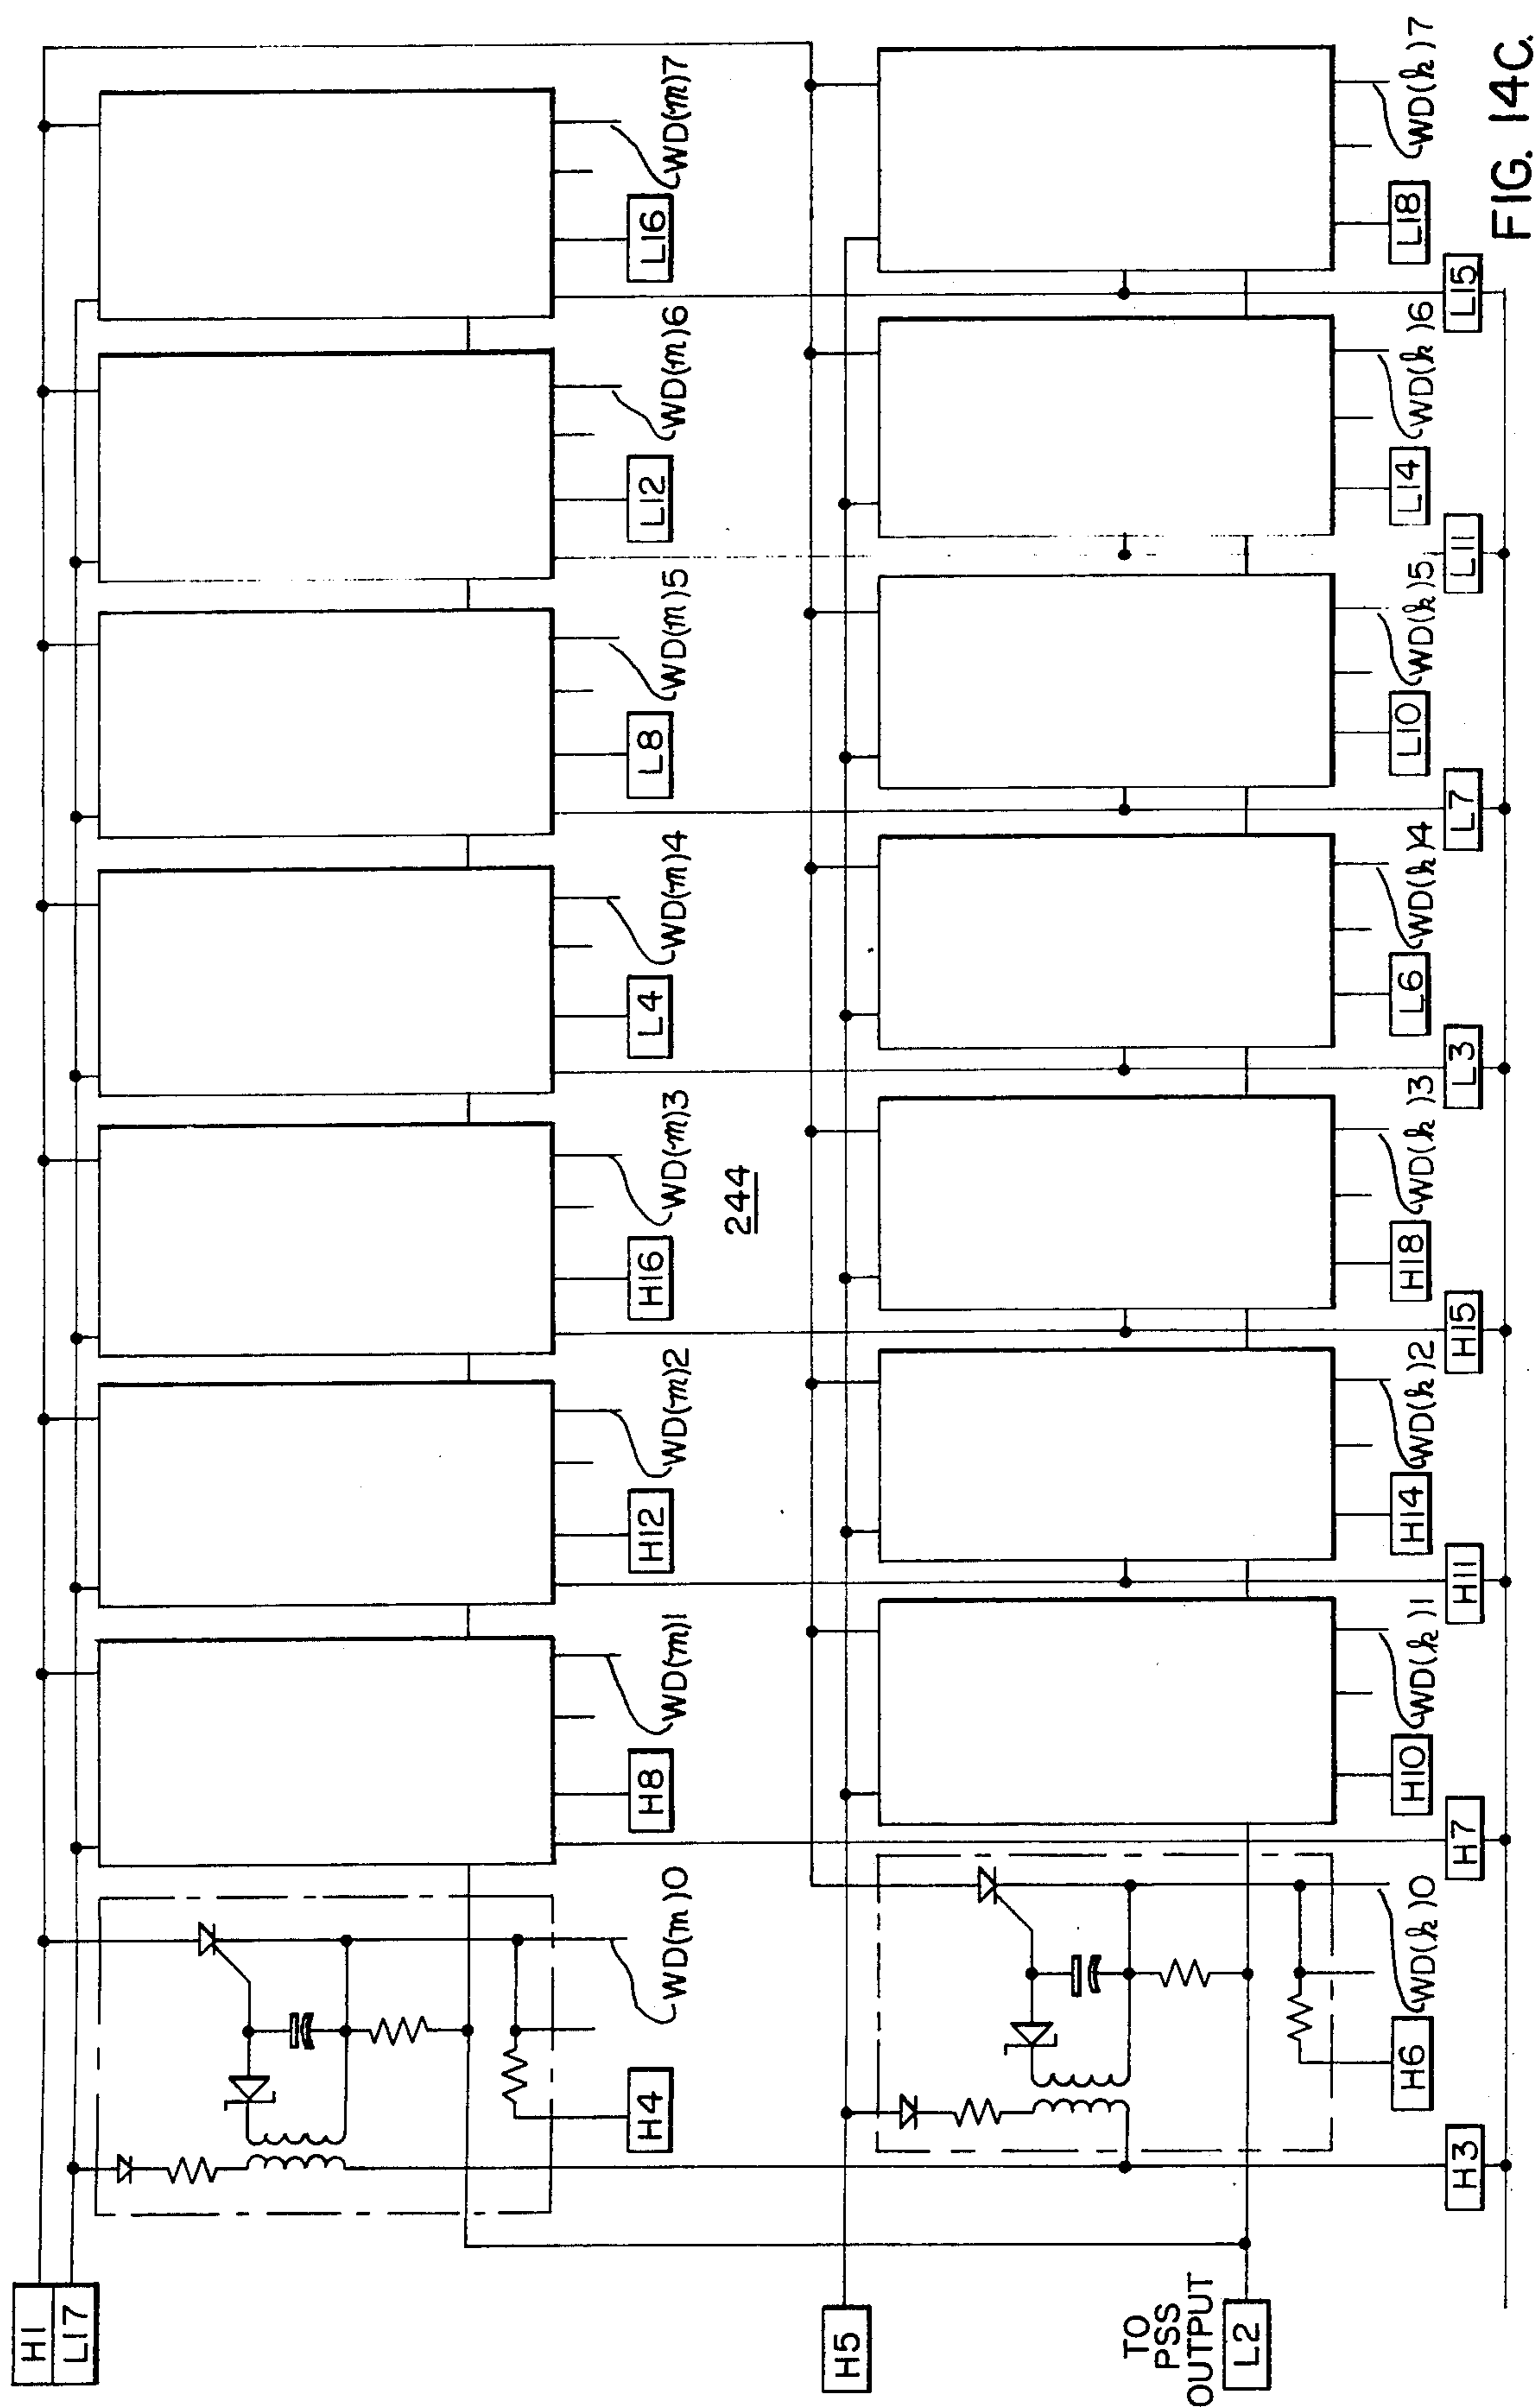 H1
L17
H4
WD(m)0
H8
WD(m)1
H12
WD(m)2
H16
WD(m)3
L4
WD(m)4
L8
WD(m)5
L12
WD(m)6
L16
WD(m)7
244
H5
TO
PSS
OUTPUT
L2
H6
WD(k)0
H10
WD(k)1
H14
WD(k)2
H18
WD(k)3
L6
WD(k)4
L10
WD(k)5
L14
WD(k)6
L18
WD(k)7
H3
H7
H11
H15
L3
L7
L11
L15
FIG. 14C.